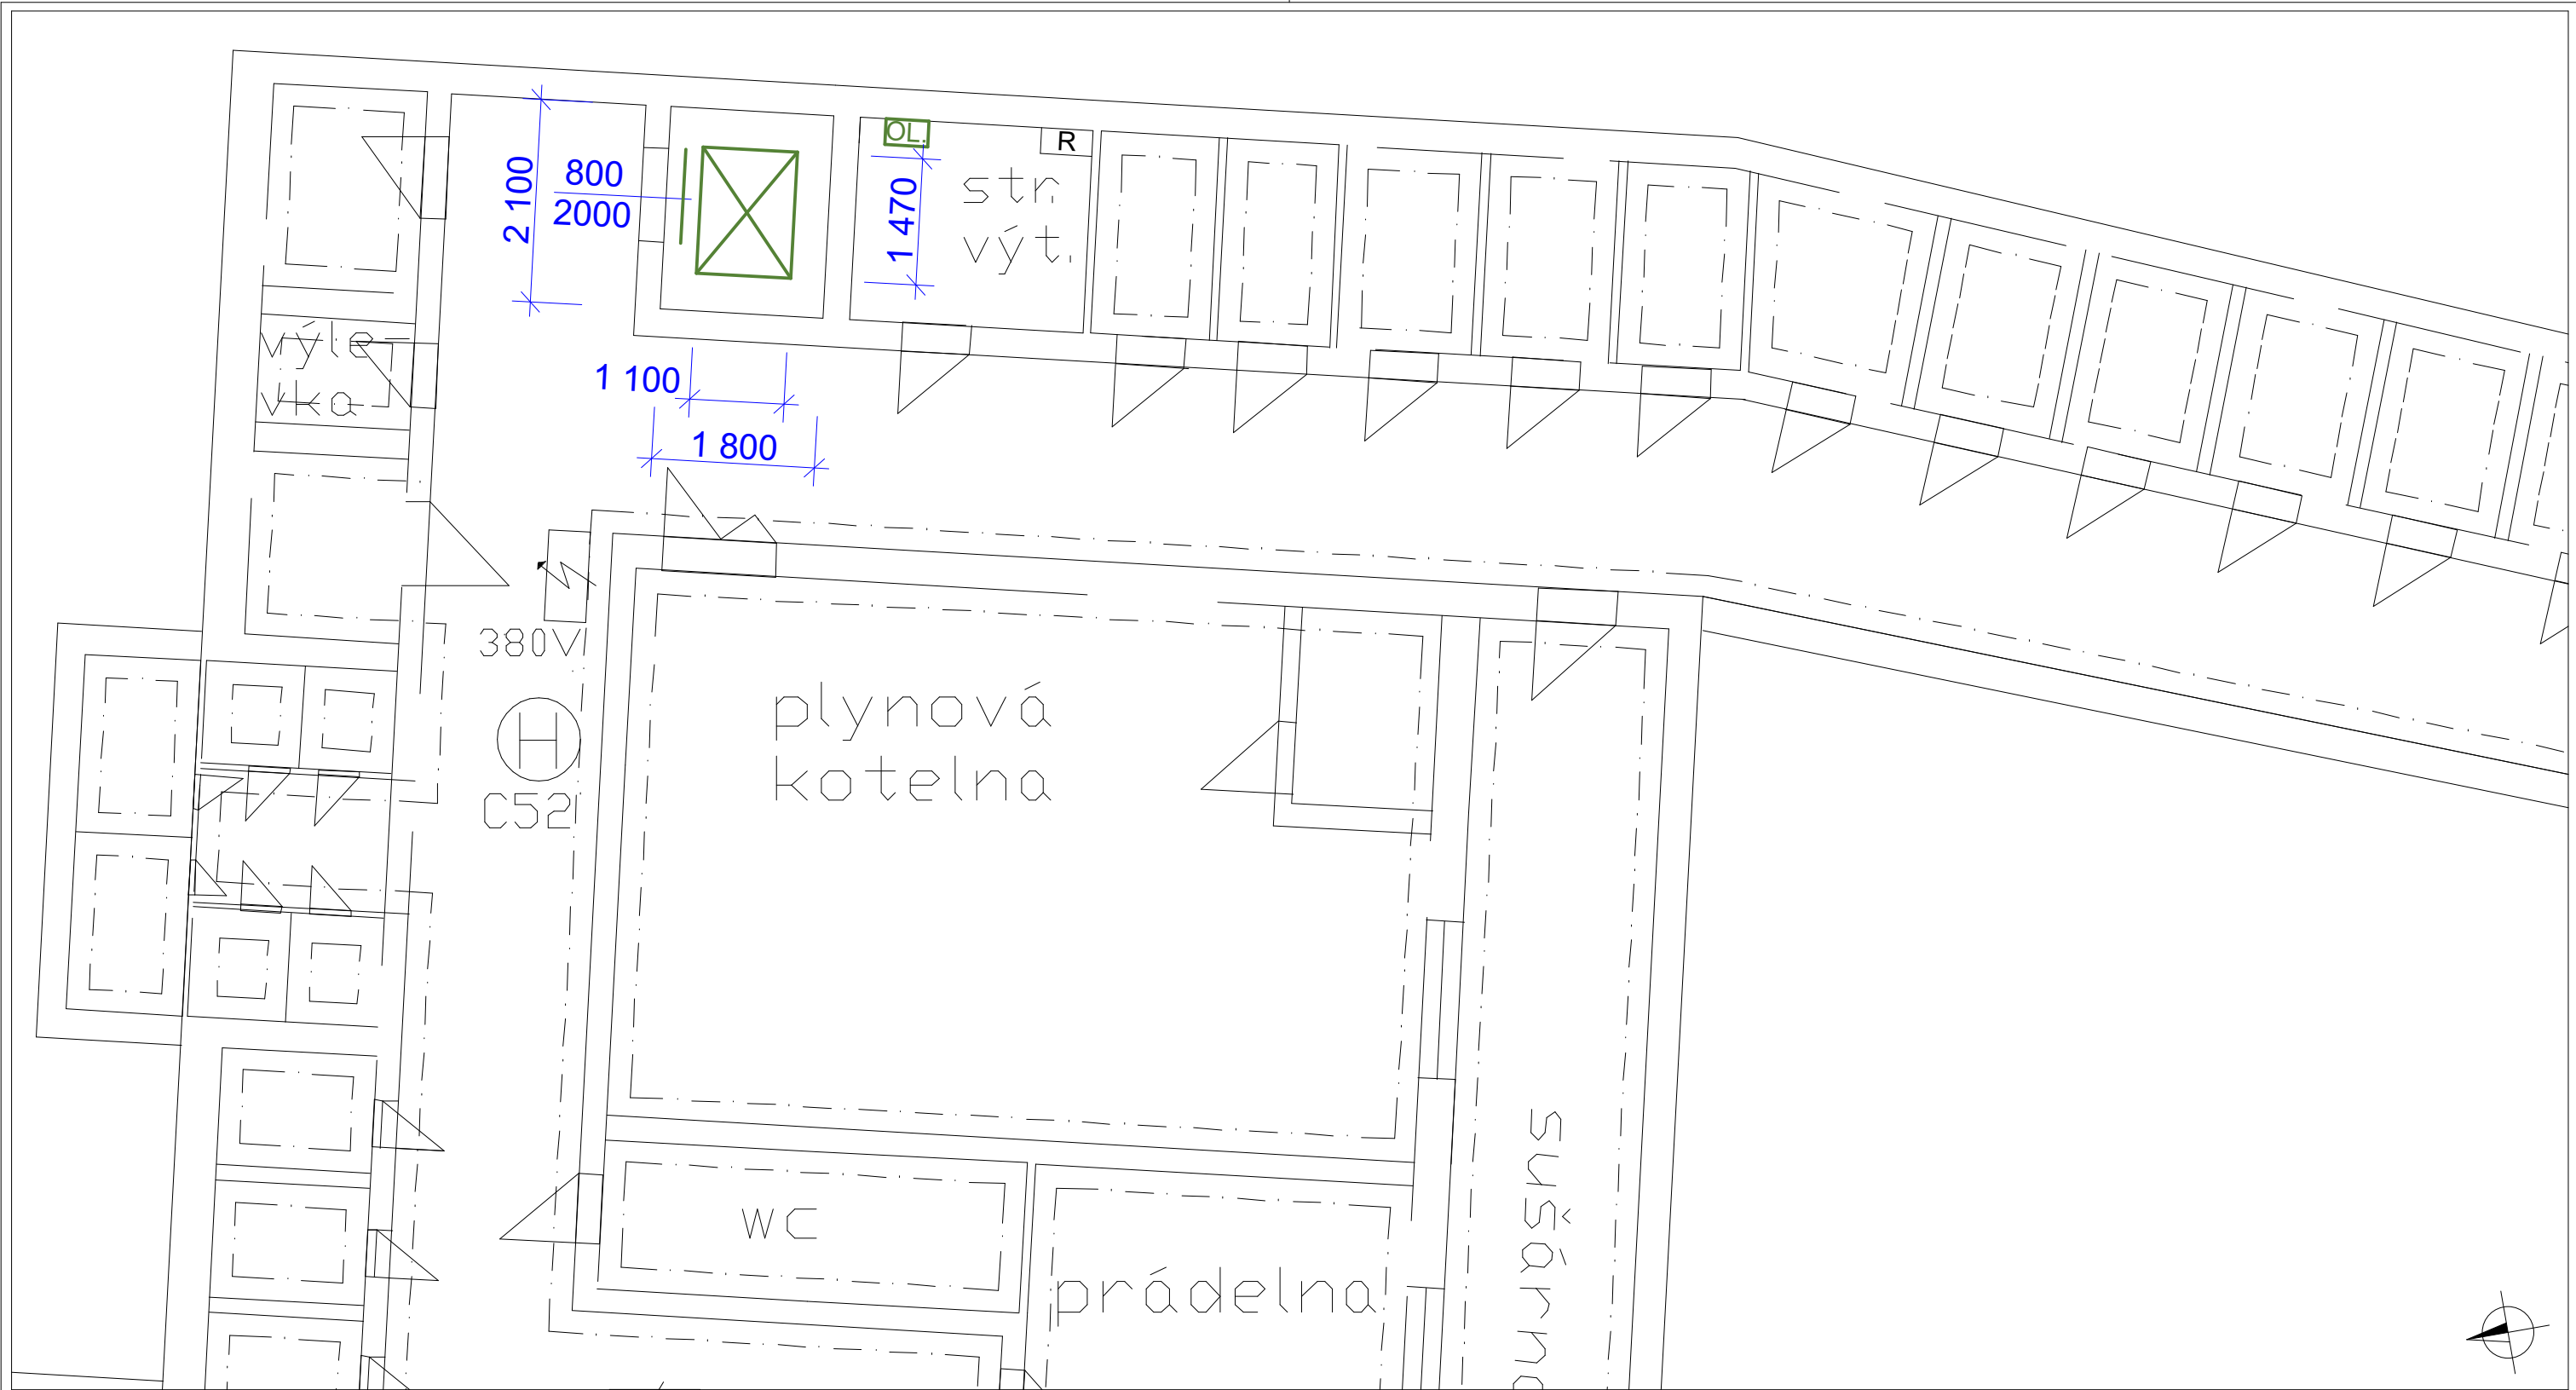 OL.
R
2 100
800
2000
1 470
str.
výt.
výle
vka
1 100
1 800
380V
H
C52
plynová
kotelna
WC
prádelna